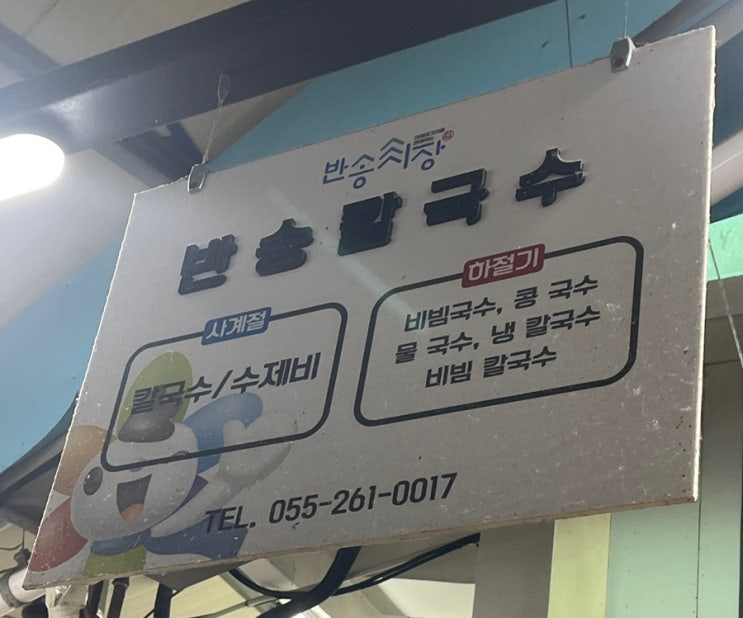 반송시장
반송칼국수
사계절
칼국수/수제비
하절기
비빔국수, 콩 국수
물 국수, 냉 칼국수
비빔 칼국수
TEL. 055-261-0017